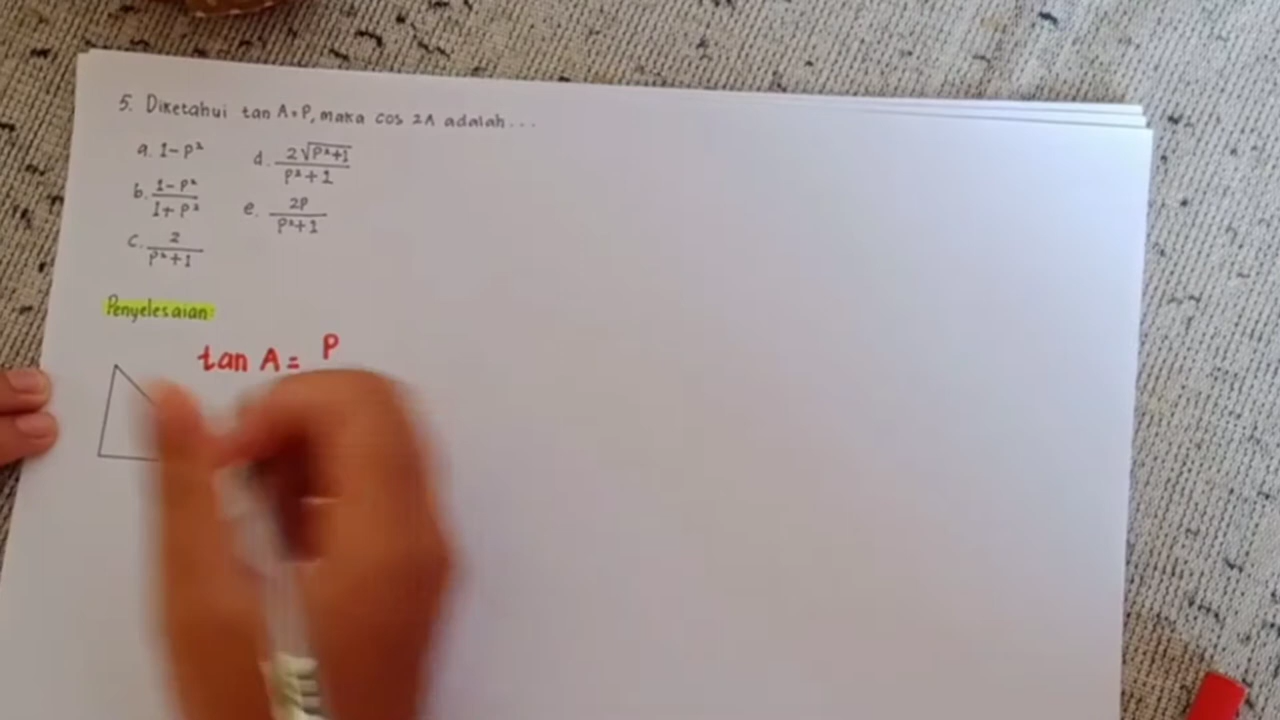 5. Diketahui tan A=P, maka cos 2A adalah...
a. 1-P²
d. 2√P²+1 / P²+1
b. 1-P² / 1+P²
e. 2P / P²+1
c. 2 / P²+1
Penyelesaian:
tan A = P